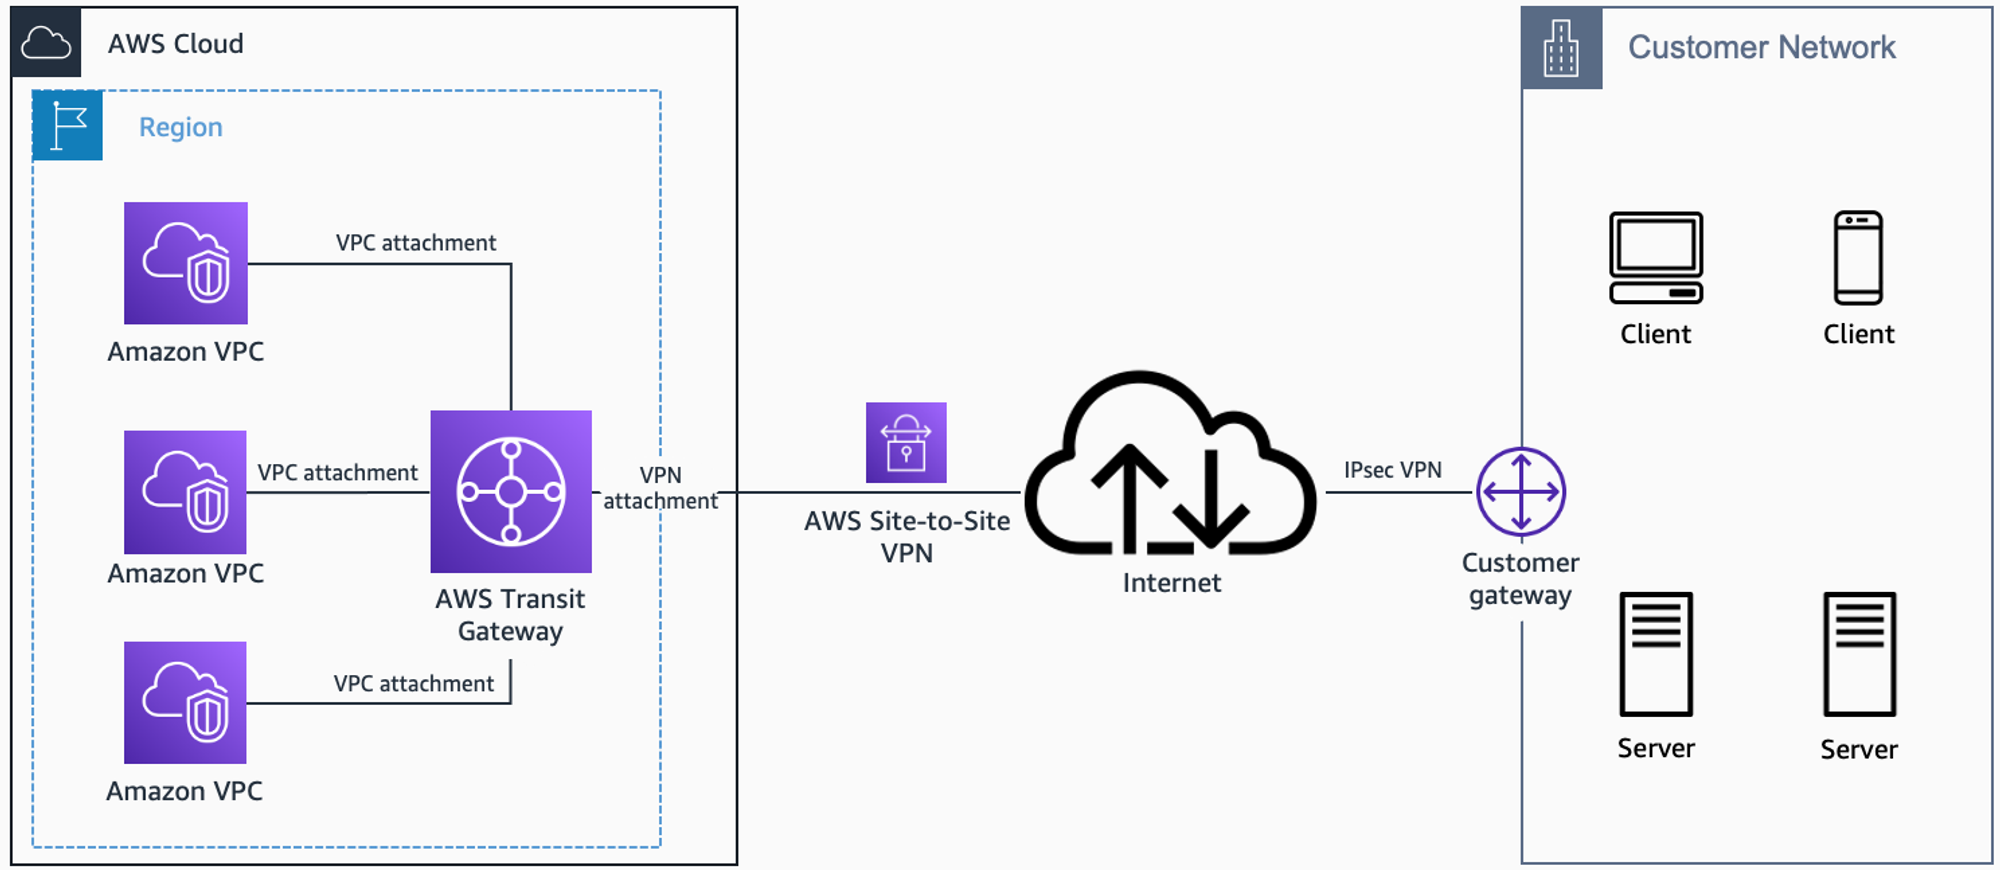 AWS Cloud
Region
VPC attachment
Amazon VPC
VPC attachment
Amazon VPC
VPC attachment
Amazon VPC
AWS Transit
Gateway
VPN
attachment
AWS Site-to-Site
VPN
Internet
IPsec VPN
Customer
gateway
Customer Network
Client
Client
Server
Server